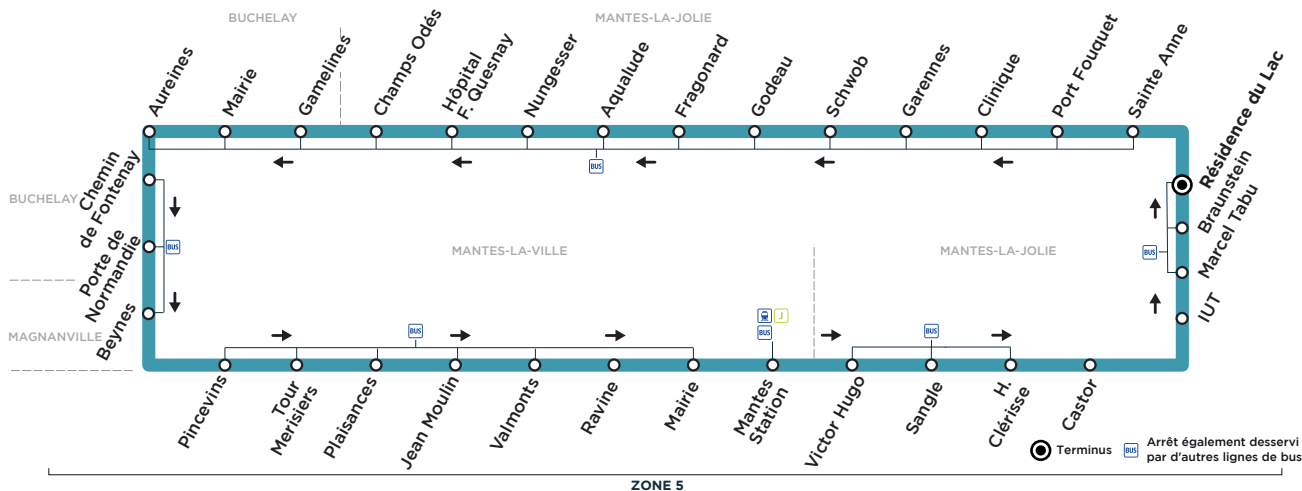 BUCHELAY
MANTES-LA-JOLIE
Aureines
Mairie
Gamelines
Champs Odés
Hôpital
F. Quesnay
Nungesser
Aqualude
Fragonard
Godeau
Schwob
Garennes
Clinique
Port Fouquet
Sainte Anne
Résidence du Lac
Braunstein
Marcel Tabu
IUT
BUS
BUS
BUCHELAY
Chemin
de Fontenay
Porte de
Normandie
BUS
MAGNANVILLE
Beynes
MANTES-LA-VILLE
MANTES-LA-JOLIE
BUS
J
BUS
BUS
Pincevins
Tour
Merisiers
Plaisances
Jean Moulin
Valmonts
Ravine
Mairie
Mantes
Station
Victor Hugo
Sangle
H.
Clérisse
Castor
Terminus
BUS
Arrêt également desservi
par d'autres lignes de bus
ZONE 5